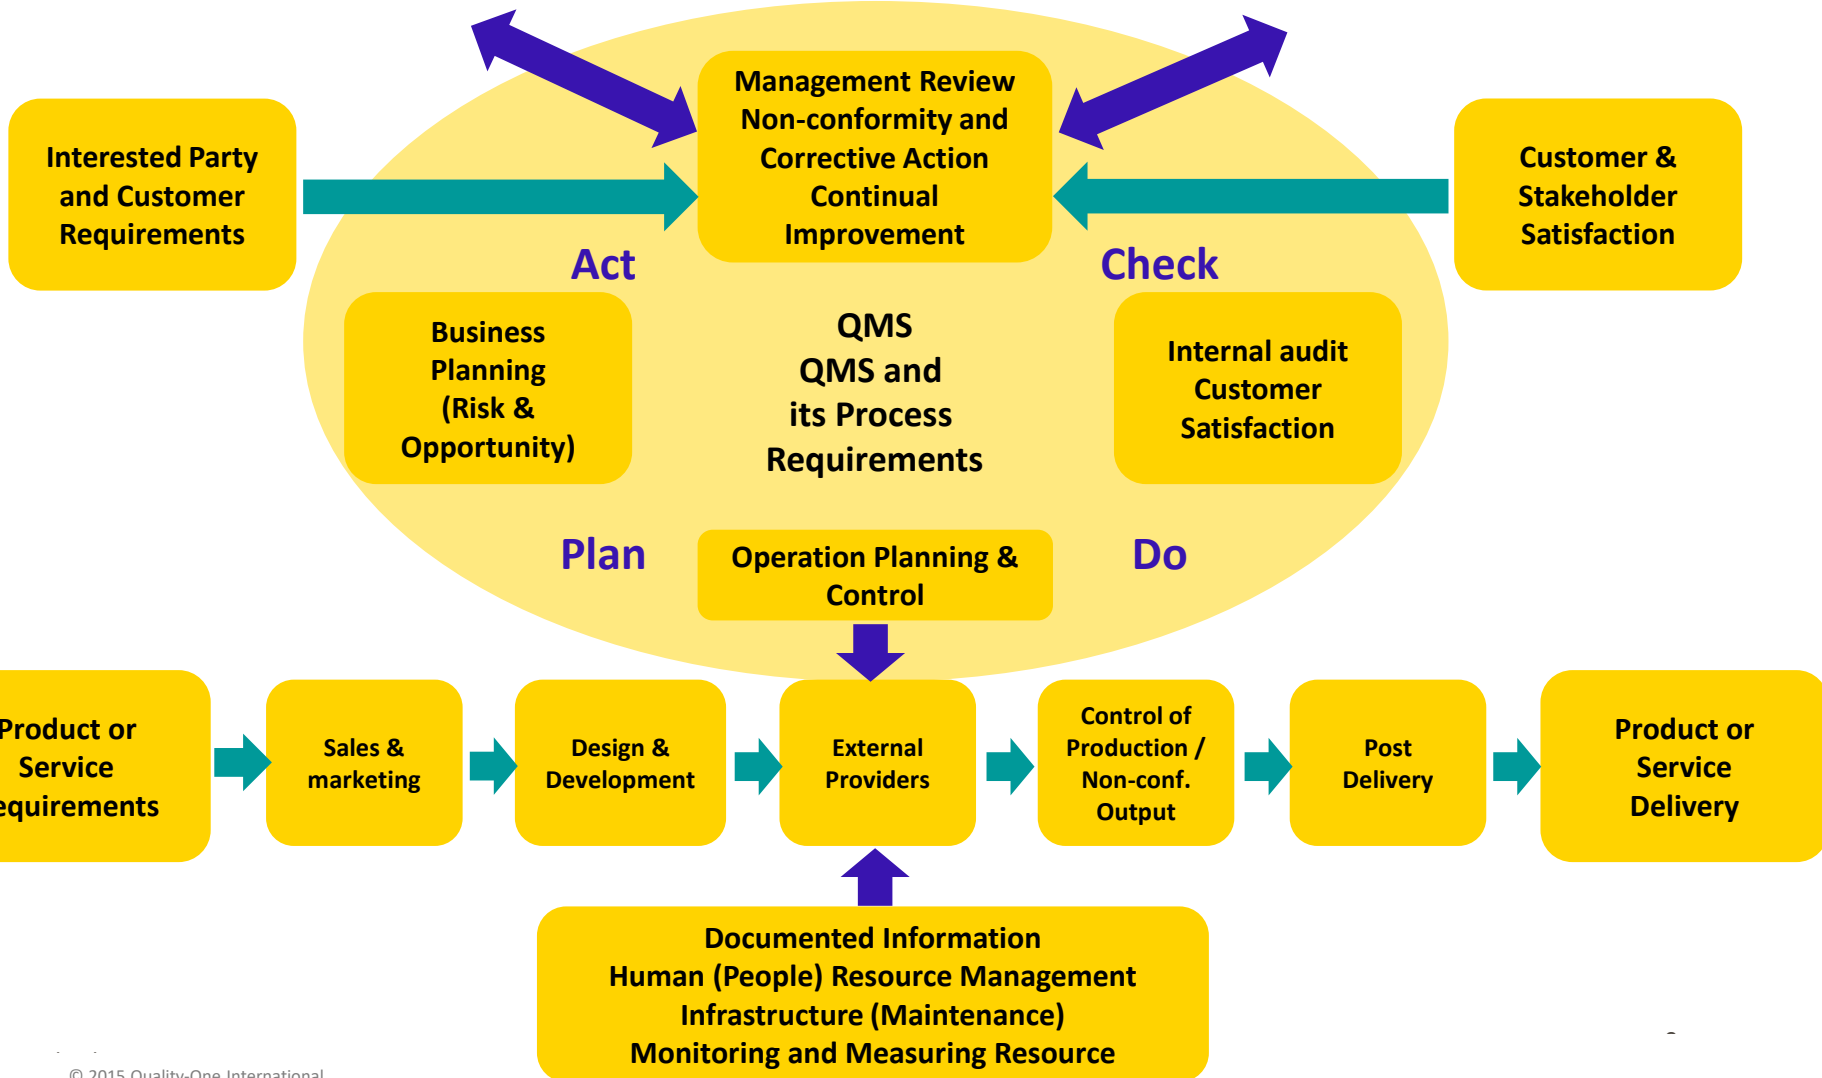 Management Review
Non-conformity and
Corrective Action
Continual
Improvement
Interested Party
and Customer
Requirements
Customer &
Stakeholder
Satisfaction
Act
Check
Business
Planning
(Risk &
Opportunity)
QMS
QMS and
its Process
Requirements
Internal audit
Customer
Satisfaction
Plan
Do
Operation Planning &
Control
Product or
Service
equirements
Sales &
marketing
Design &
Development
External
Providers
Control of
Production /
Non-conf.
Output
Post
Delivery
Product or
Service
Delivery
Documented Information
Human (People) Resource Management
Infrastructure (Maintenance)
Monitoring and Measuring Resource
© 2015 Quality-One International